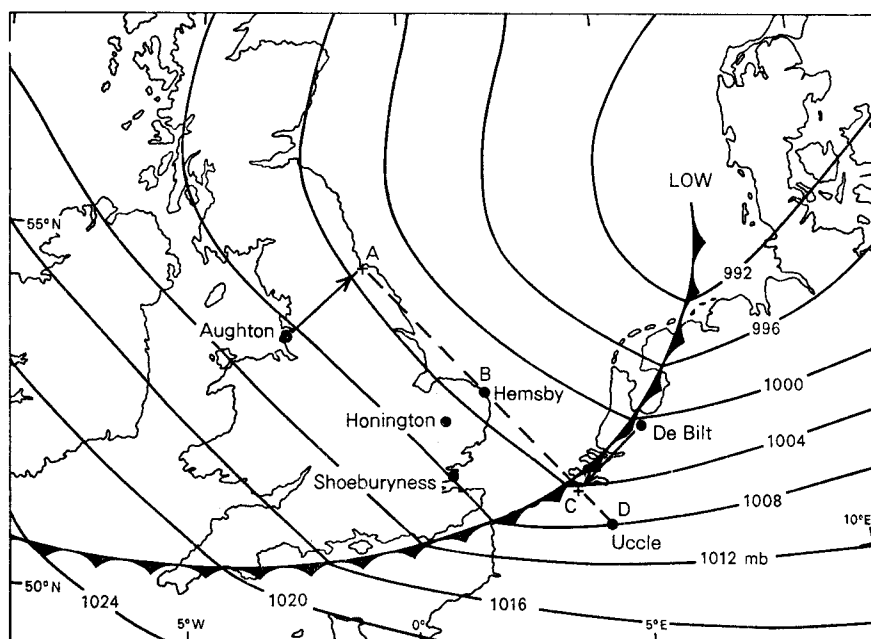 LOW
55°N
A
992
Aughton
996
B
Hemsby
1000
Honington
De Bilt
1004
Shoeburyness
C
1008
D
Uccle
10°E
1012 mb
50°N
1024
1020
1016
5°W
0°
5°E